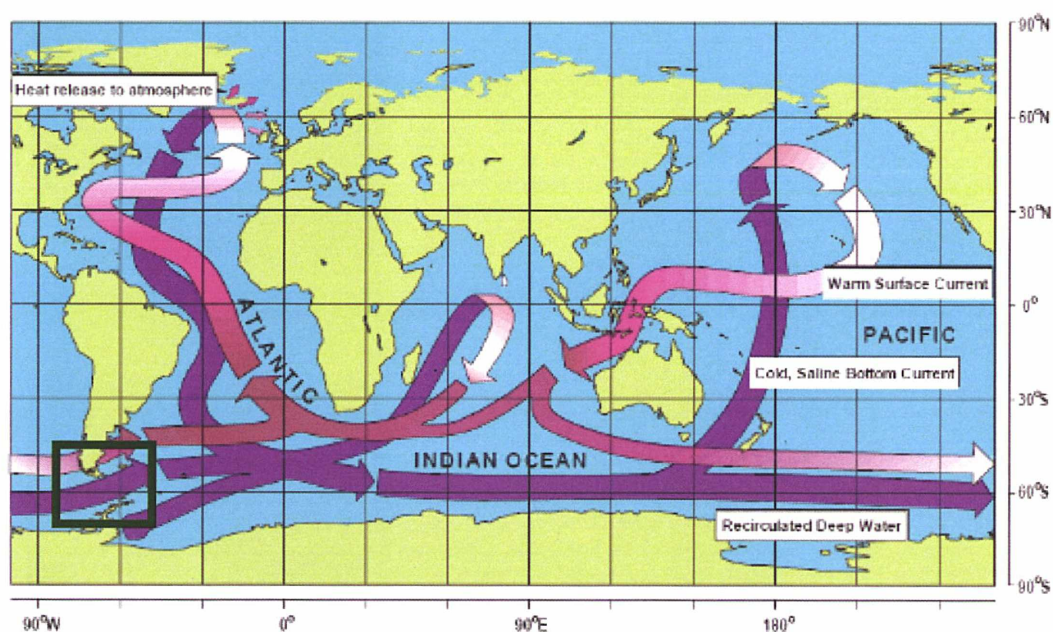 90°N
Heat release to atmosphere
60°N
30°N
Warm Surface Current
0°
ATLANTIC
PACIFIC
Cold, Saline Bottom Current
30°S
INDIAN OCEAN
60°S
Recirculated Deep Water
90°S
90°W 0° 90°E 180°